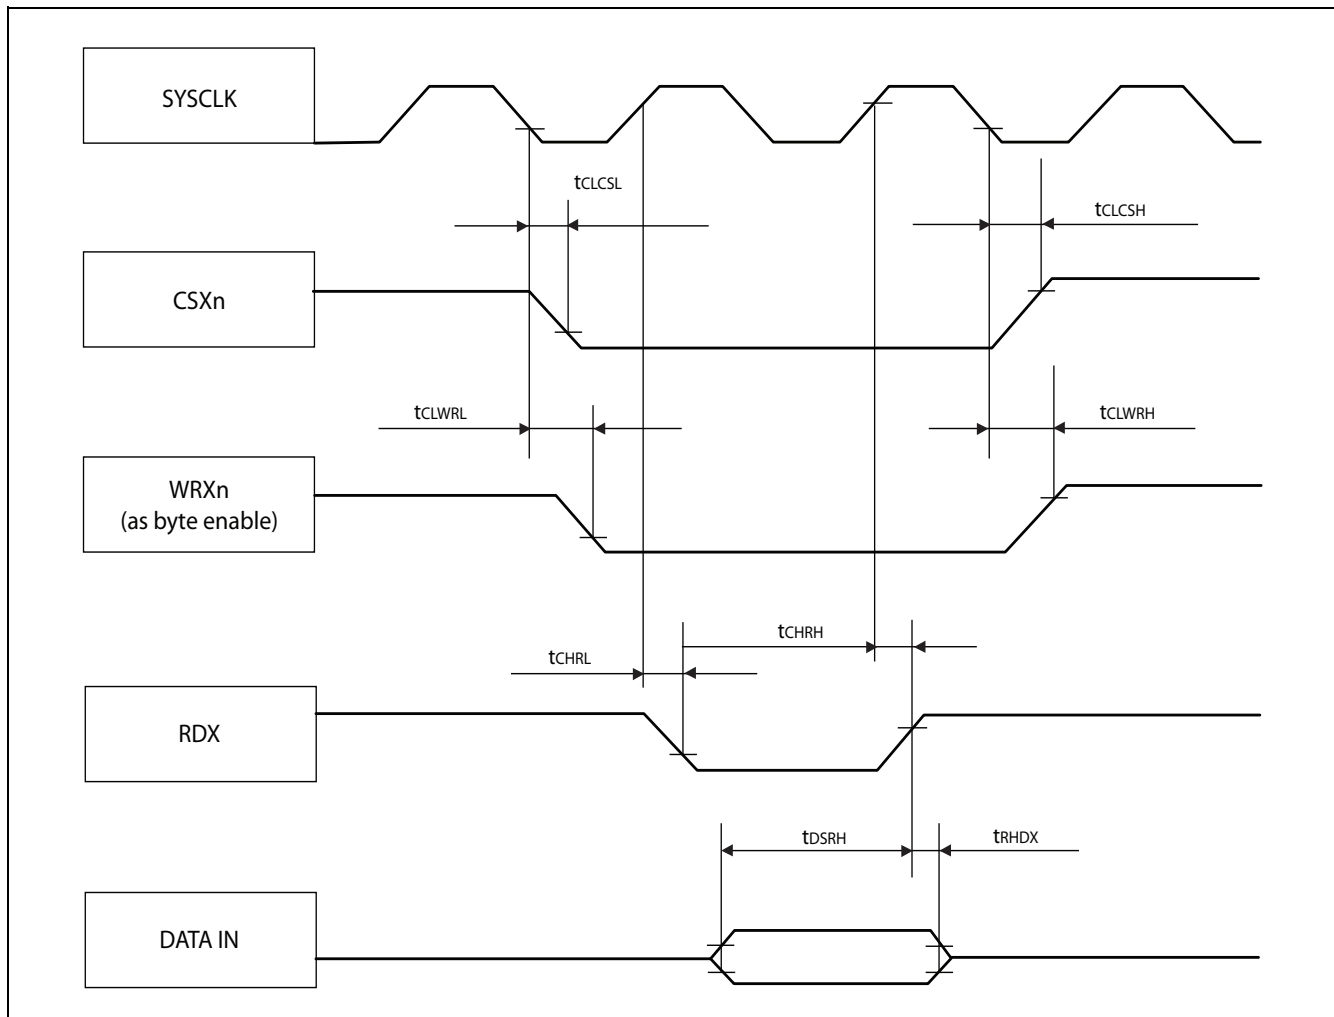 SYSCLK
tCLCSL
tCLCSH
CSXn
tCLWRL
tCLWRH
WRXn
(as byte enable)
tCHRH
tCHRL
RDX
tDSRH
tRHDX
DATA IN